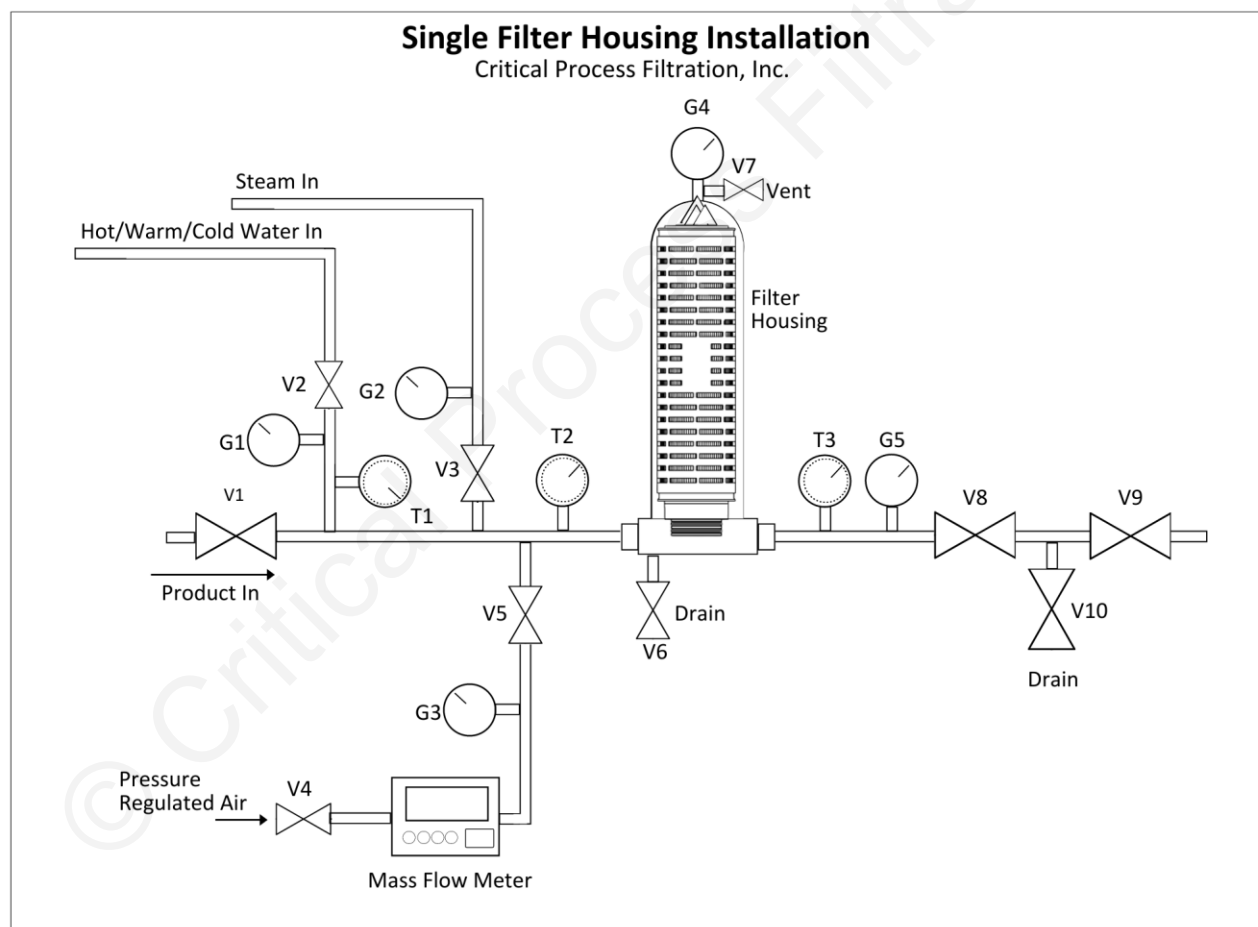 Single Filter Housing Installation
Critical Process Filtration, Inc.
G4
V7
Vent
Steam In
Hot/Warm/Cold Water In
Filter
Housing
V2
G2
G1
V3
T2
T3
G5
V1
T1
V8
V9
Product In
V5
Drain
V6
V10
Drain
G3
Pressure
Regulated Air
V4
Mass Flow Meter
© Critical Process Filtra